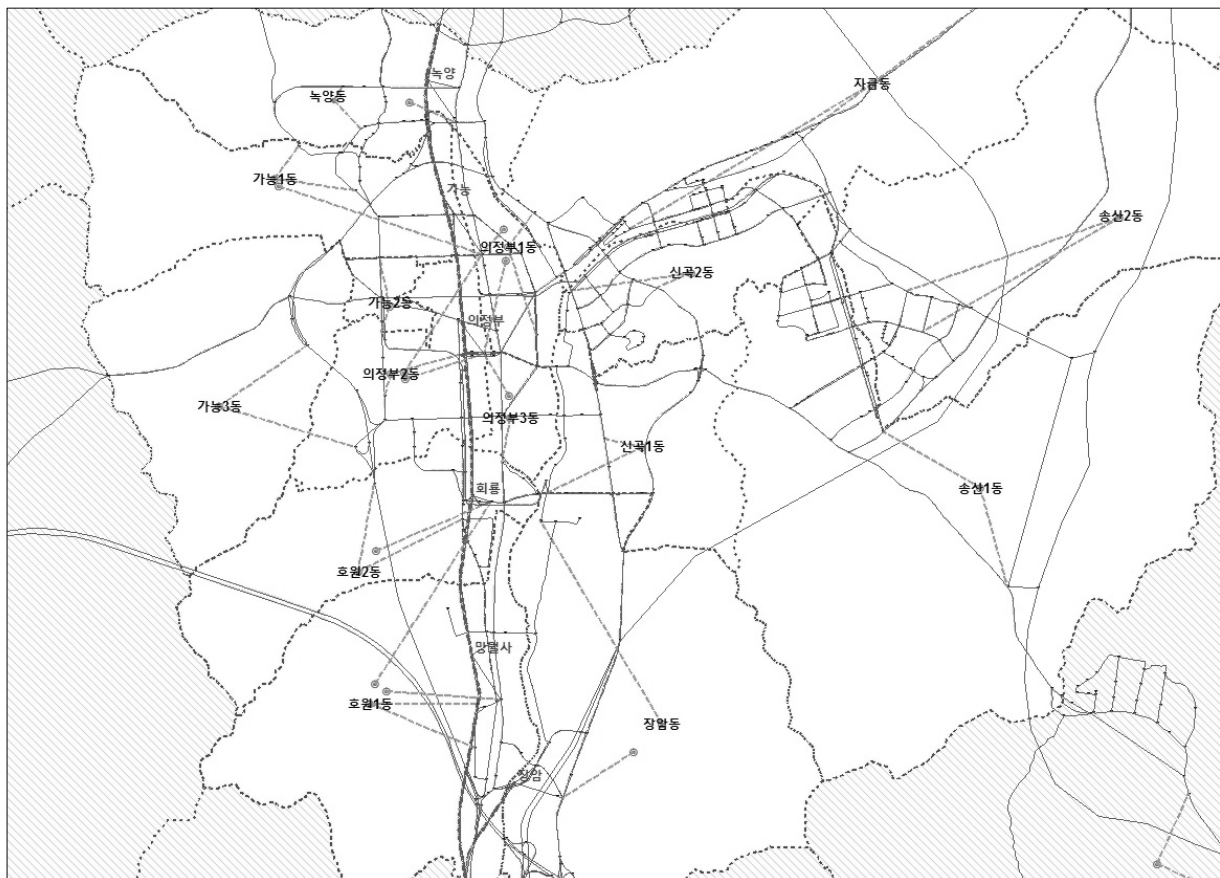 녹양
자금동
녹양동
가능1동
가능
송산2동
의정부1동
신곡2동
가능2동
의정부
의정부2동
가능3동
의정부3동
신곡1동
회룡
송산1동
호원2동
망월사
호원1동
장암동
장암